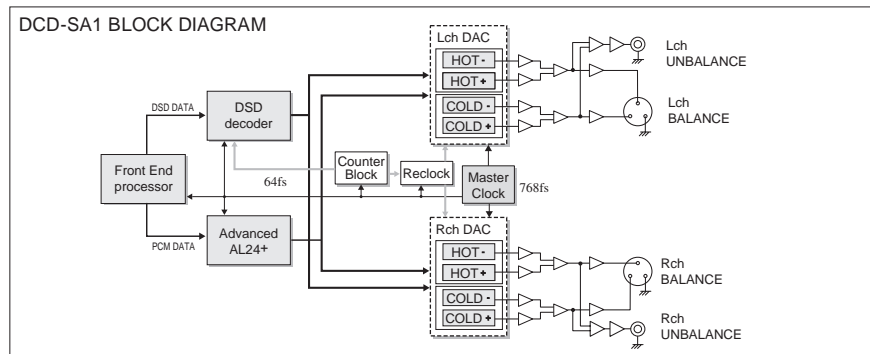 DCD-SA1 BLOCK DIAGRAM
Lch DAC
HOT -
HOT +
COLD -
COLD +
Lch
UNBALANCE
Lch
BALANCE
DSD DATA
DSD
decoder
Front End
processor
64fs
Counter
Block
Reclock
Master
Clock
768fs
PCM DATA
Advanced
AL24+
Rch DAC
HOT -
HOT +
COLD -
COLD +
Rch
BALANCE
Rch
UNBALANCE